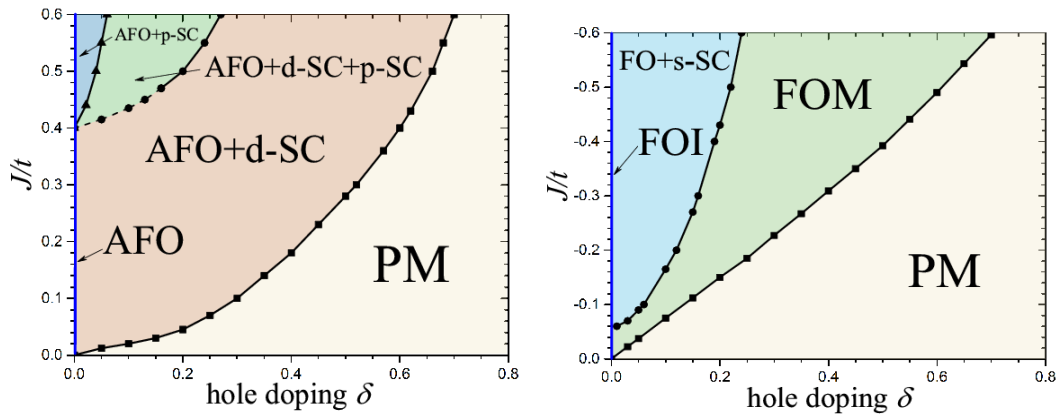 0.6
0.5
0.4
0.3
0.2
0.1
0.0
J/t
AFO+p-SC
AFO+d-SC+p-SC
AFO+d-SC
AFO
PM
0.0 0.2 0.4 0.6 0.8
hole doping δ
-0.6
-0.5
-0.4
-0.3
-0.2
-0.1
0.0
J/t
FO+s-SC
FOM
FOI
PM
0.0 0.2 0.4 0.6 0.8
hole doping δ